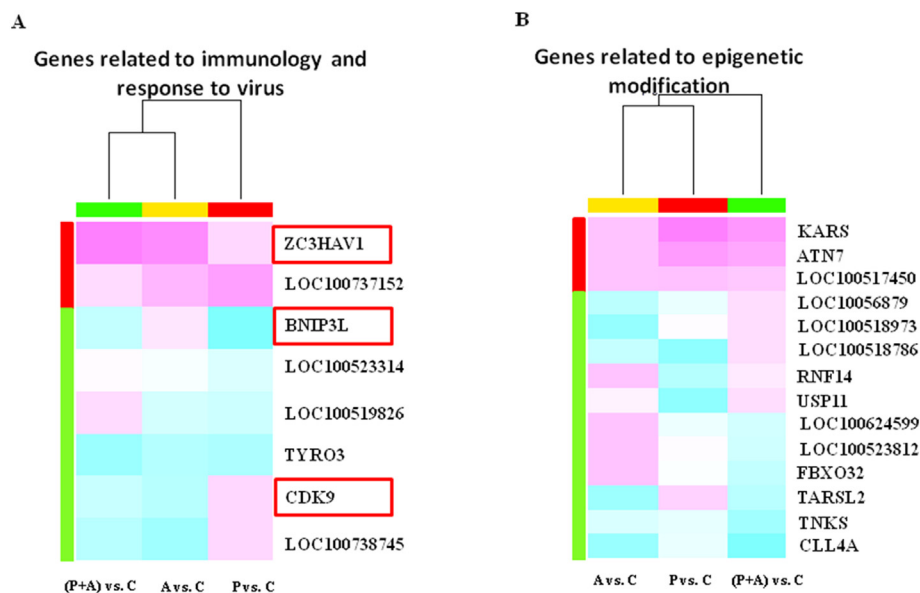 A
Genes related to immunology and
response to virus
ZC3HAV1
LOC100737152
BNIP3L
LOC100523314
LOC100519826
TYRO3
CDK9
LOC100738745
(P+A) vs. C A vs. C P vs. C
B
Genes related to epigenetic
modification
KARS
ATN7
LOC100517450
LOC10056879
LOC100518973
LOC100518786
RNF14
USP11
LOC100624599
LOC100523812
FBXO32
TARSL2
TNKS
CLL4A
A vs. C P vs. C (P+A) vs. C